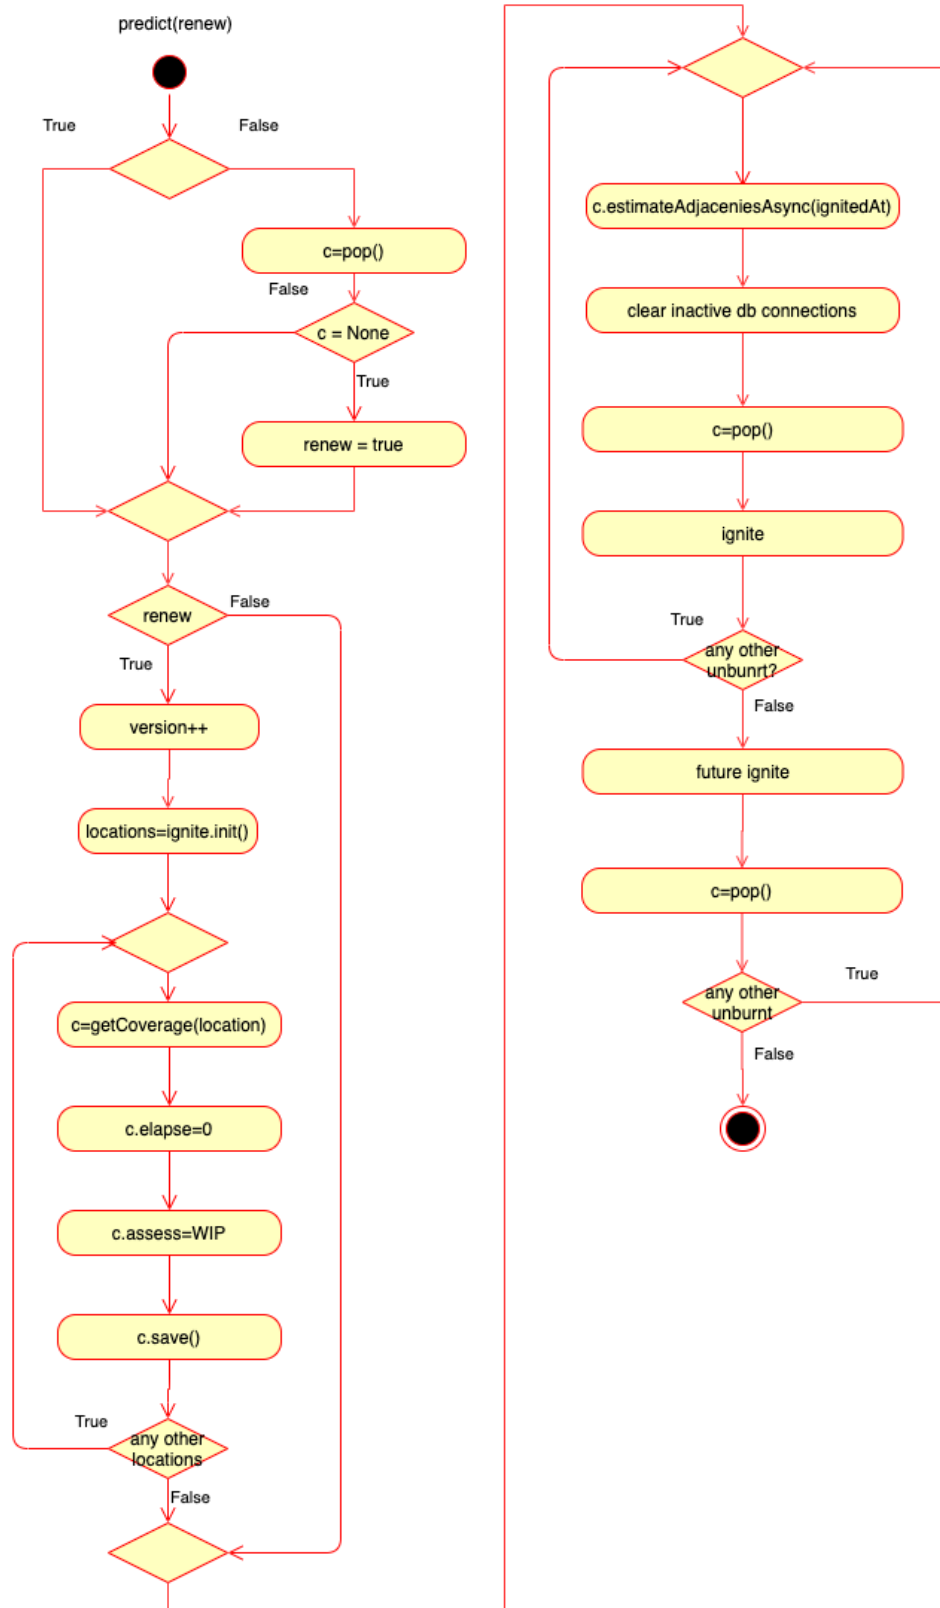 predict(renew)
True
False
c=pop()
False
c = None
True
renew = true
renew
False
True
version++
locations=ignite.init()
c=getCoverage(location)
c.elapse=0
c.assess=WIP
c.save()
True
any other
locations
False
c.estimateAdjaceniesAsync(ignitedAt)
clear inactive db connections
c=pop()
ignite
True
any other
unbunrt?
False
future ignite
c=pop()
any other
unburnt
True
False